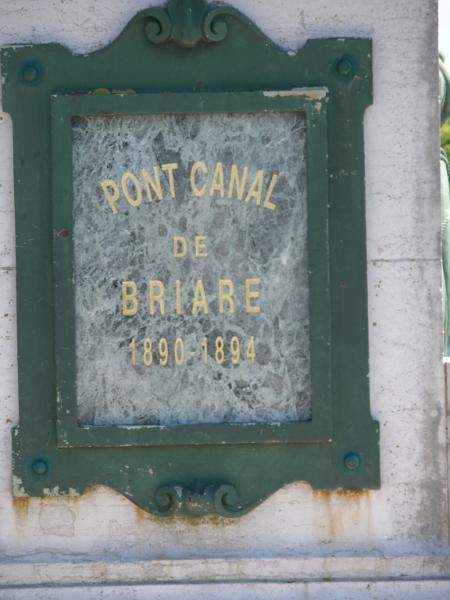 PONT CANAL
DE
BRIARE
1890-1894